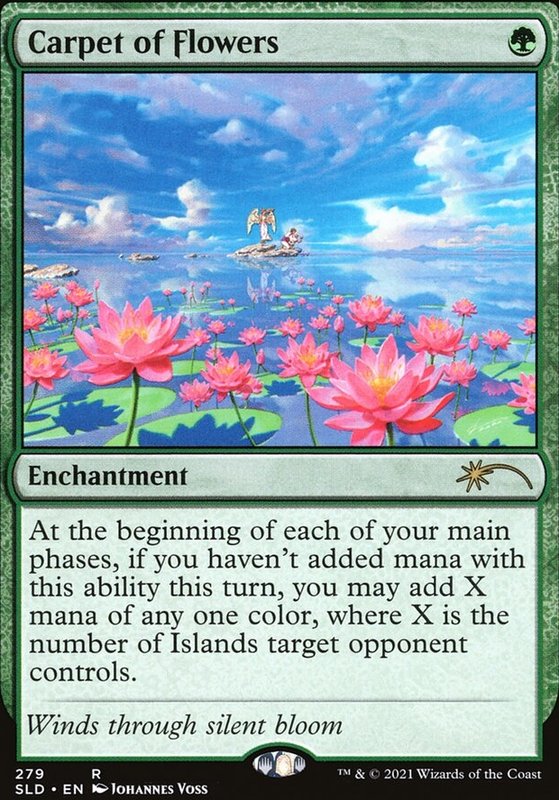 Carpet of Flowers
Enchantment
At the beginning of each of your main
phases, if you haven't added mana with
this ability this turn, you may add X
mana of any one color, where X is the
number of Islands target opponent
controls.
Winds through silent bloom
279 R
SLD • EN Johannes Voss
™ & © 2021 Wizards of the Coast